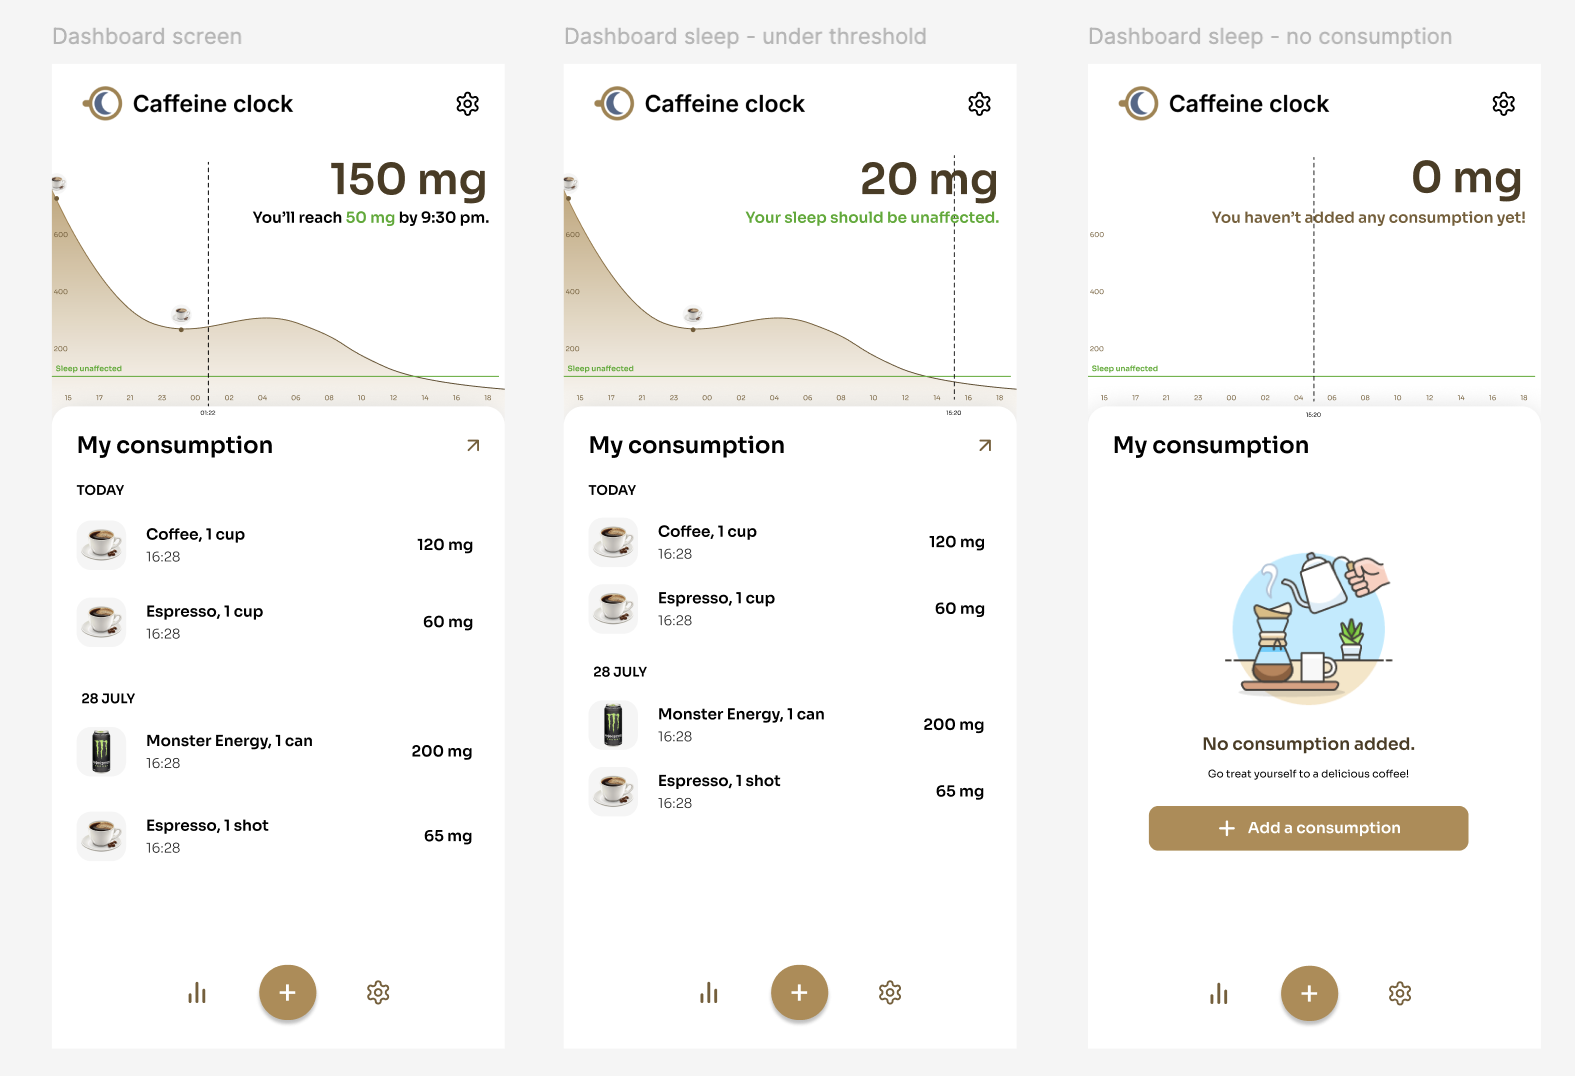 Dashboard screen
Caffeine clock
150 mg
You'll reach 50 mg by 9:30 pm.
600
400
200
Sleep unaffected
15 17 21 23 00 02 04 06 08 10 12 14 16 18
01:22
My consumption
TODAY
Coffee, 1 cup
16:28
120 mg
Espresso, 1 cup
16:28
60 mg
28 JULY
Monster Energy, 1 can
16:28
200 mg
Espresso, 1 shot
16:28
65 mg
Dashboard sleep - under threshold
Caffeine clock
20 mg
Your sleep should be unaffected.
600
400
200
Sleep unaffected
15 17 21 23 00 02 04 06 08 10 12 14 16 18
15:20
My consumption
TODAY
Coffee, 1 cup
16:28
120 mg
Espresso, 1 cup
16:28
60 mg
28 JULY
Monster Energy, 1 can
16:28
200 mg
Espresso, 1 shot
16:28
65 mg
Dashboard sleep - no consumption
Caffeine clock
0 mg
You haven't added any consumption yet!
600
400
200
Sleep unaffected
15 17 21 23 00 02 04 06 08 10 12 14 16 18
15:20
My consumption
No consumption added.
Go treat yourself to a delicious coffee!
+ Add a consumption